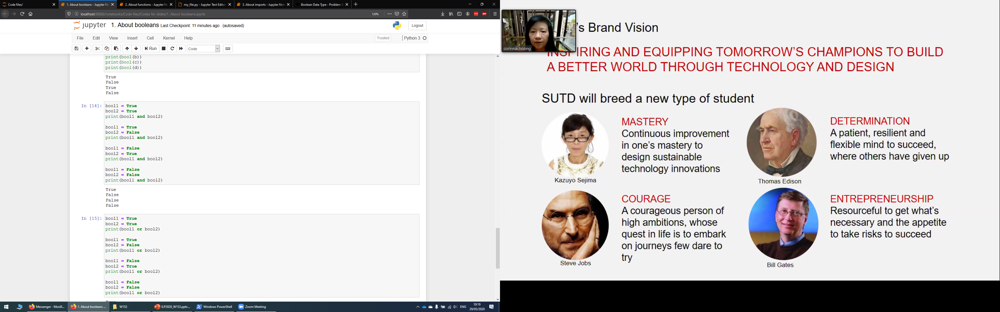 Code files/
1. About booleans - Jupyter No
2. About functions - Jupyter No
my_file.py - Jupyter Text Editor
3. About imports - Jupyter Not
Boolean Data Type - Problem S
localhost:8888/notebooks/Code files/Codes for slides/1. About booleans.ipynb
120%
ABP
jupyter 1. About booleans Last Checkpoint: 11 minutes ago (autosaved)
Logout
File Edit View Insert Cell Kernel Help
Trusted
Python 3
Run
Code
print(bool(b))
print(bool(c))
print(bool(d))
True
False
True
False
In [14]:
bool1 = True
bool2 = True
print(bool1 and bool2)
bool1 = True
bool2 = False
print(bool1 and bool2)
bool1 = False
bool2 = True
print(bool1 and bool2)
bool1 = False
bool2 = False
print(bool1 and bool2)
True
False
False
False
In [15]:
bool1 = True
bool2 = True
print(bool1 or bool2)
bool1 = True
bool2 = False
print(bool1 or bool2)
bool1 = False
bool2 = True
print(bool1 or bool2)
bool1 = False
bool2 = False
print(bool1 or bool2)
Messenger - Mozill...
1. About booleans ...
W1S3
ILP2020_W1S3.pptx...
Windows PowerShell
Zoom Meeting
ENG
10:19
29/05/2020
corinnachoong
's Brand Vision
INSPIRING AND EQUIPPING TOMORROW'S CHAMPIONS TO BUILD
A BETTER WORLD THROUGH TECHNOLOGY AND DESIGN
SUTD will breed a new type of student
MASTERY
Continuous improvement
in one's mastery to
design sustainable
technology innovations
Kazuyo Sejima
DETERMINATION
A patient, resilient and
flexible mind to succeed,
where others have given up
Thomas Edison
COURAGE
A courageous person of
high ambitions, whose
quest in life is to embark
on journeys few dare to
try
Steve Jobs
ENTREPRENEURSHIP
Resourceful to get what's
necessary and the appetite
to take risks to succeed
Bill Gates